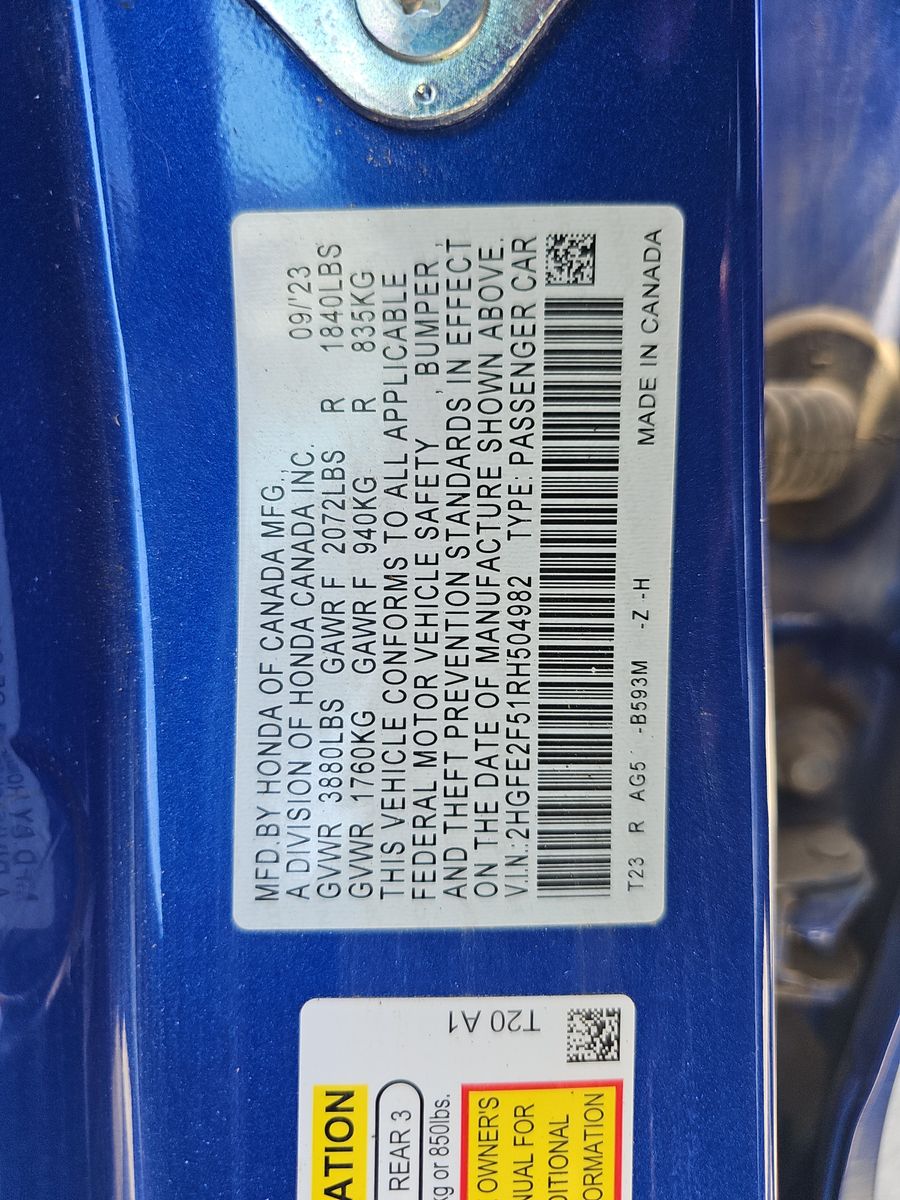 MFD.BY HONDA OF CANADA MFG.,
A DIVISION OF HONDA CANADA INC. 09/'23
GVWR 3880LBS GAWR F 2072LBS R 1840LBS
GVWR 1760KG GAWR F 940KG R 835KG
THIS VEHICLE CONFORMS TO ALL APPLICABLE
FEDERAL MOTOR VEHICLE SAFETY , BUMPER ,
AND THEFT PREVENTION STANDARDS IN EFFECT
ON THE DATE OF MANUFACTURE SHOWN ABOVE.
V.I.N.:2HGFE2F51RH504982 TYPE: PASSENGER CAR
T23 R AG5 -B593M -Z -H
MADE IN CANADA
T20 A1
ATION
REAR 3
kg or 850lbs.
OWNER'S
NUAL FOR
DITIONAL
ORMATION